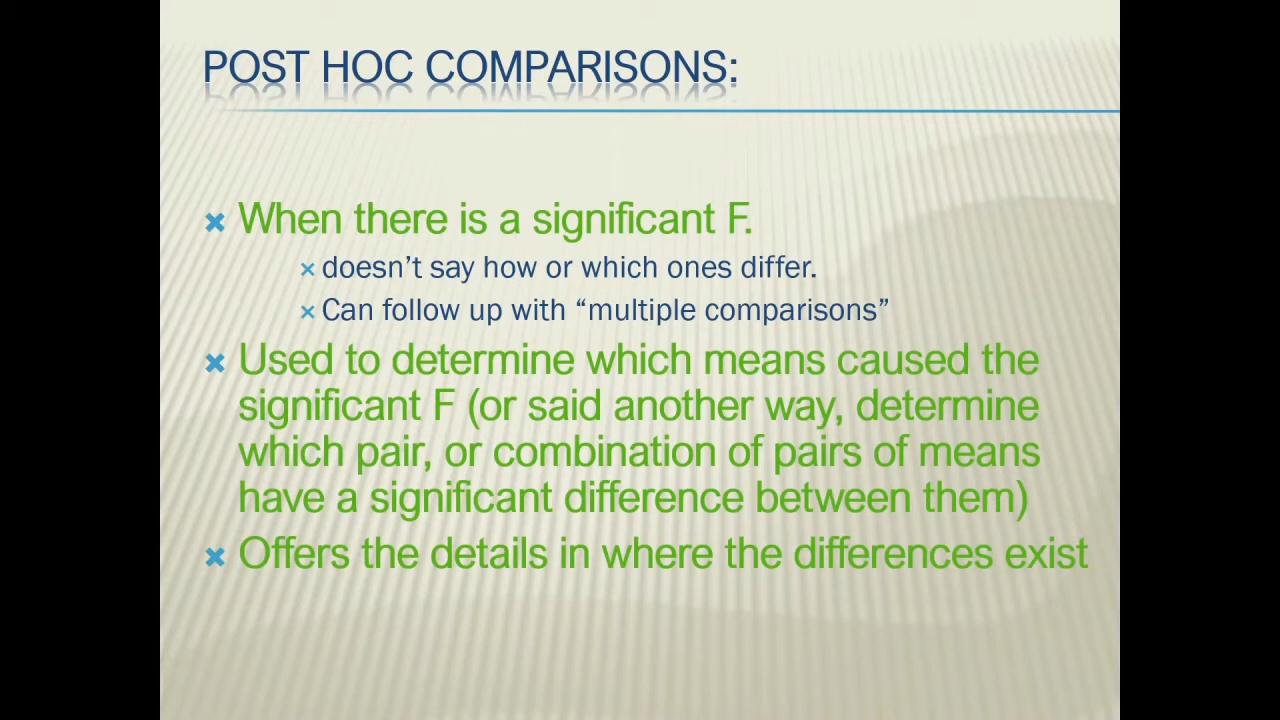 POST HOC COMPARISONS:
When there is a significant F.
doesn’t say how or which ones differ.
Can follow up with “multiple comparisons”
Used to determine which means caused the
significant F (or said another way, determine
which pair, or combination of pairs of means
have a significant difference between them)
Offers the details in where the differences exist